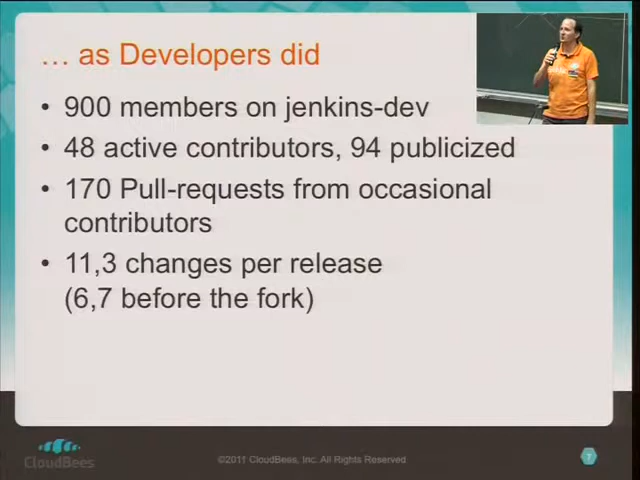 … as Developers did
• 900 members on jenkins-dev
• 48 active contributors, 94 publicized
• 170 Pull-requests from occasional
contributors
• 11,3 changes per release
(6,7 before the fork)
CloudBees
©2011 CloudBees, Inc. All Rights Reserved
7